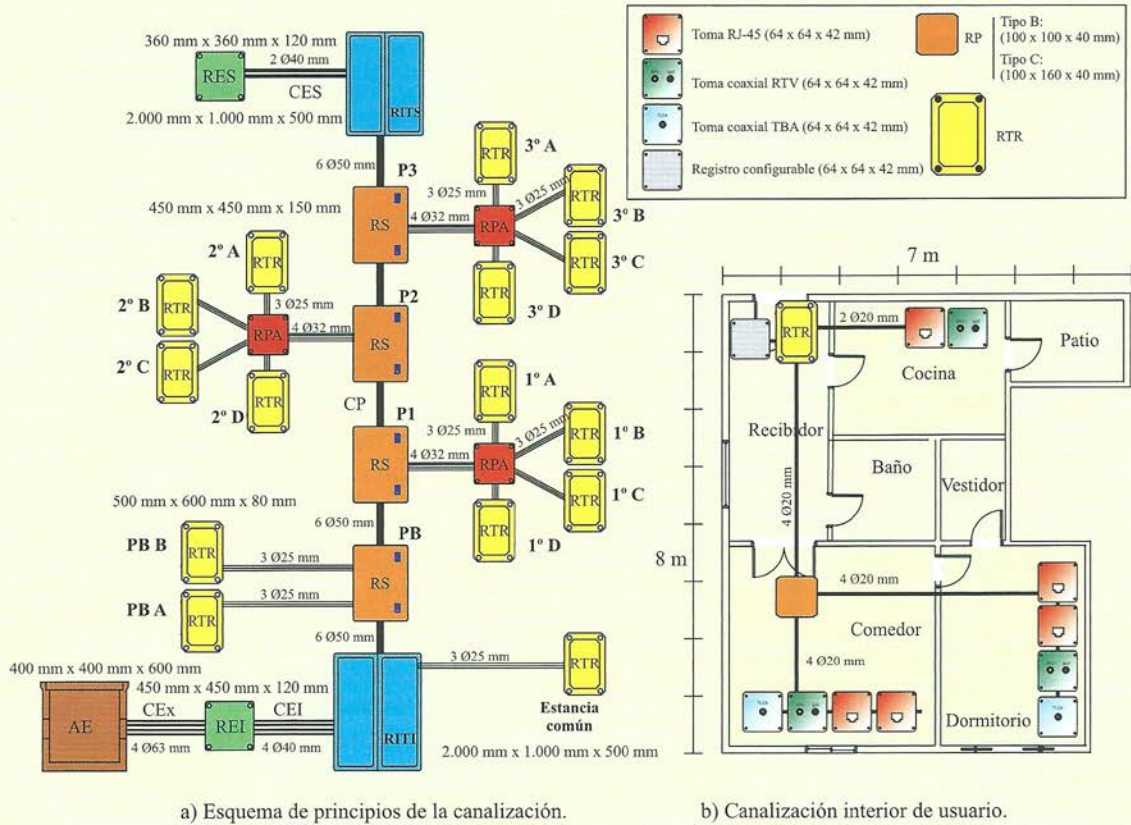 360 mm x 360 mm x 120 mm
2 Ø40 mm
RES
CES
RITS
2.000 mm x 1.000 mm x 500 mm
6 Ø50 mm
P3
3º A
RTR
3 Ø25 mm
3 Ø25 mm
RTR
3º B
450 mm x 450 mm x 150 mm
RS
4 Ø32 mm
RPA
RTR
3º C
RTR
3º D
2º A
RTR
2º B
RTR
3 Ø25 mm
P2
RPA
4 Ø32 mm
RS
2º C
RTR
2º D
RTR
CP
P1
1º A
RTR
3 Ø25 mm
3 Ø25 mm
RTR
1º B
RS
4 Ø32 mm
RPA
RTR
1º C
RTR
1º D
500 mm x 600 mm x 80 mm
6 Ø50 mm
PB
PB B
RTR
3 Ø25 mm
RS
PB A
RTR
3 Ø25 mm
6 Ø50 mm
3 Ø25 mm
RTR
Estancia
común
400 mm x 400 mm x 600 mm
450 mm x 450 mm x 120 mm
AE
CEx
REI
CEI
4 Ø63 mm
4 Ø40 mm
RITI
2.000 mm x 1.000 mm x 500 mm
a) Esquema de principios de la canalización.
Toma RJ-45 (64 x 64 x 42 mm)
Toma coaxial RTV (64 x 64 x 42 mm)
Toma coaxial TBA (64 x 64 x 42 mm)
Registro configurable (64 x 64 x 42 mm)
RP
Tipo B:
(100 x 100 x 40 mm)
Tipo C:
(100 x 160 x 40 mm)
RTR
7 m
8 m
RTR
2 Ø20 mm
Cocina
Patio
Recibidor
4 Ø20 mm
Baño
Vestidor
4 Ø20 mm
Comedor
4 Ø20 mm
Dormitorio
b) Canalización interior de usuario.